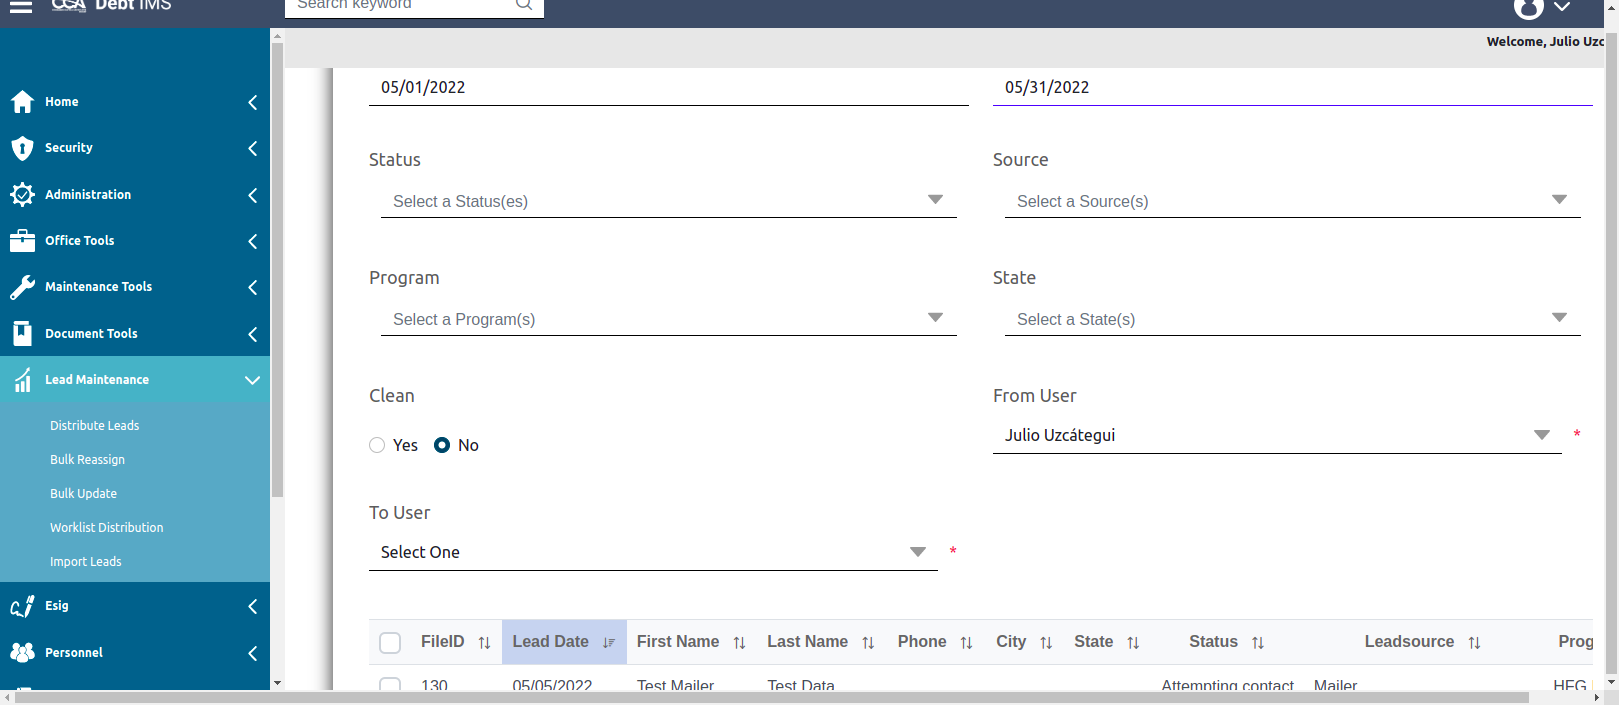 CCA Debt IMS
Search keyword
Welcome, Julio Uzc
Home
Security
Administration
Office Tools
Maintenance Tools
Document Tools
Lead Maintenance
Distribute Leads
Bulk Reassign
Bulk Update
Worklist Distribution
Import Leads
Esig
Personnel
05/01/2022 05/31/2022
Status Source
Select a Status(es) Select a Source(s)
Program State
Select a Program(s) Select a State(s)
Clean From User
Yes No Julio Uzcátegui *
To User
Select One *
FileID Lead Date First Name Last Name Phone City State Status Leadsource Prog
130 05/05/2022 Test Mailer Test Data Attempting contact Mailer HFG